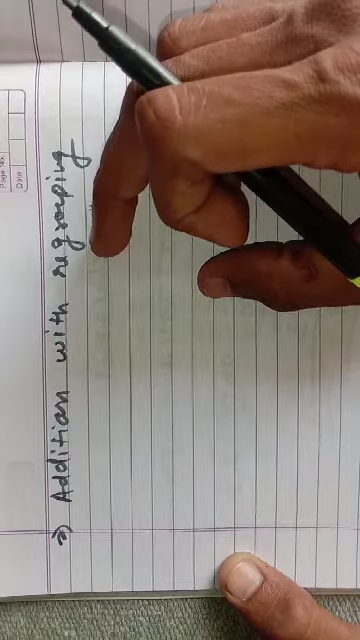 ⇒ Addition with regrouping
Page No.
Date